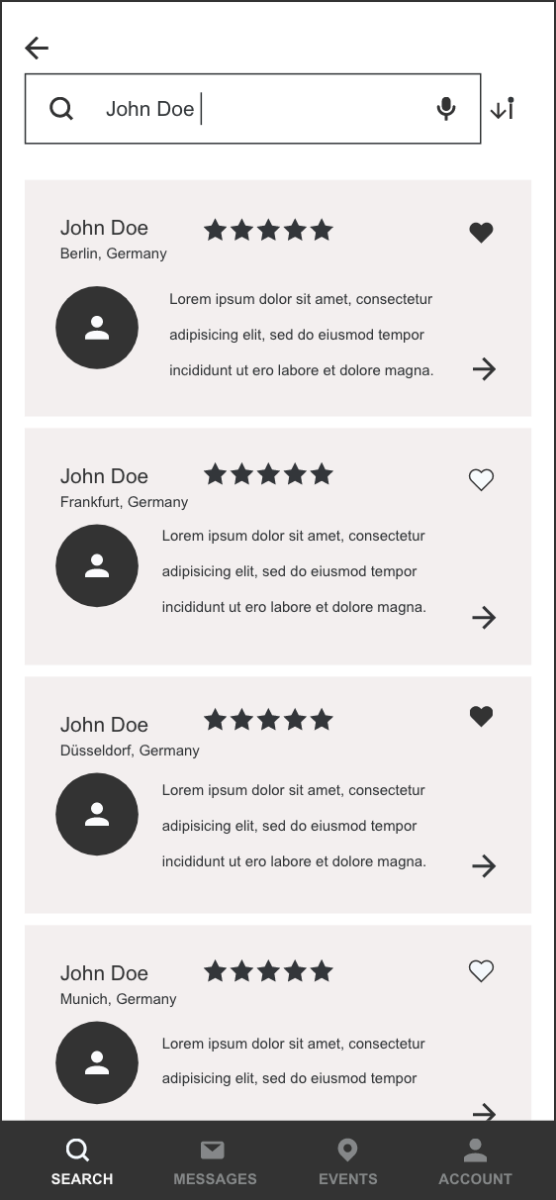 John Doe
John Doe
Berlin, Germany
Lorem ipsum dolor sit amet, consectetur
adipisicing elit, sed do eiusmod tempor
incididunt ut ero labore et dolore magna.
John Doe
Frankfurt, Germany
Lorem ipsum dolor sit amet, consectetur
adipisicing elit, sed do eiusmod tempor
incididunt ut ero labore et dolore magna.
John Doe
Düsseldorf, Germany
Lorem ipsum dolor sit amet, consectetur
adipisicing elit, sed do eiusmod tempor
incididunt ut ero labore et dolore magna.
John Doe
Munich, Germany
Lorem ipsum dolor sit amet, consectetur
adipisicing elit, sed do eiusmod tempor
SEARCH MESSAGES EVENTS ACCOUNT